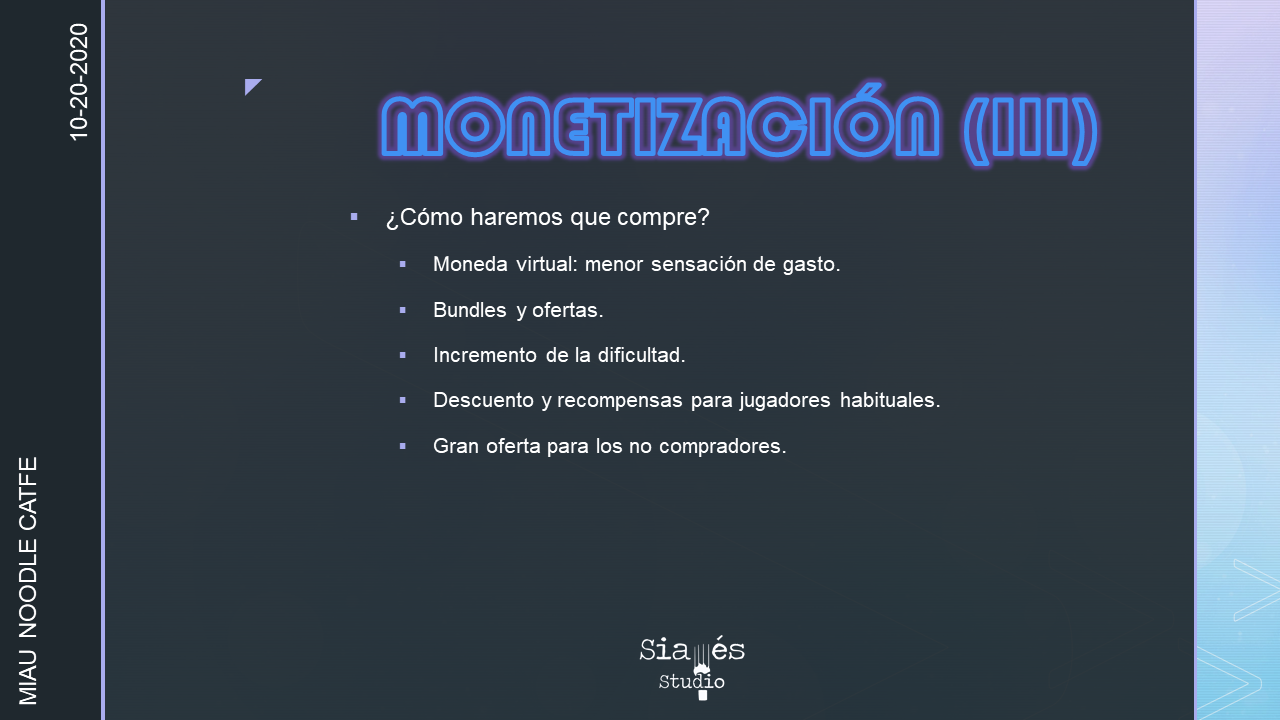 10-20-2020
MIAU NOODLE CATFE
MONETIZACIÓN (III)
¿Cómo haremos que compre?
Moneda virtual: menor sensación de gasto.
Bundles y ofertas.
Incremento de la dificultad.
Descuento y recompensas para jugadores habituales.
Gran oferta para los no compradores.
Siamés
Studio